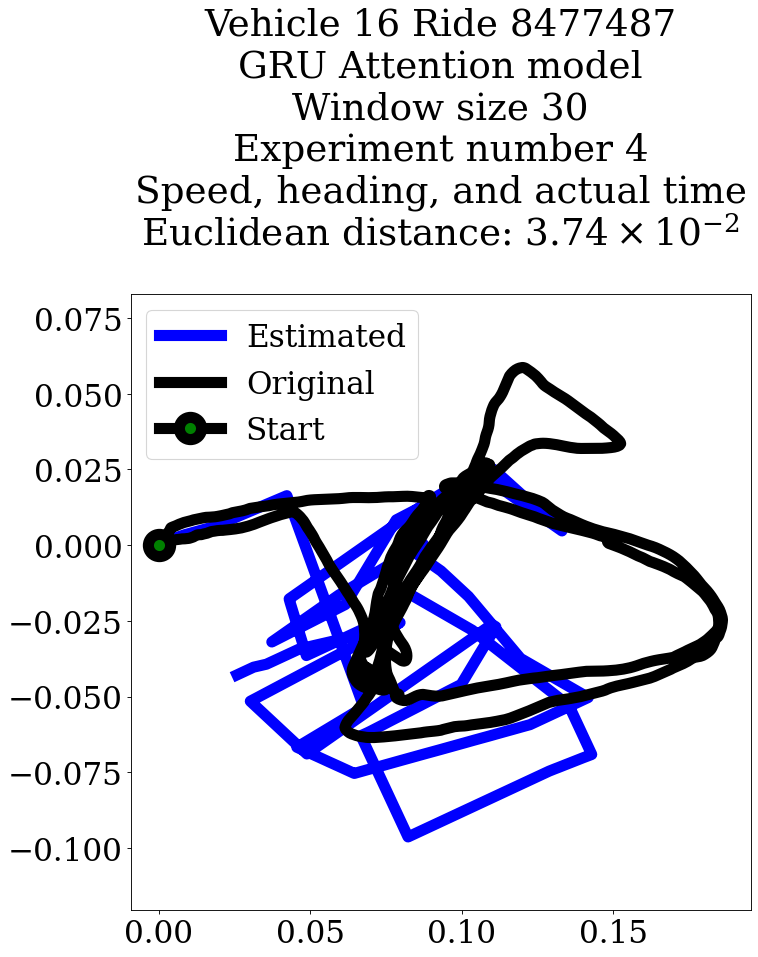 Vehicle 16 Ride 8477487
GRU Attention model
Window size 30
Experiment number 4
Speed, heading, and actual time
Euclidean distance: 3.74 × 10⁻²
0.075
0.050
0.025
0.000
−0.025
−0.050
−0.075
−0.100
Estimated
Original
Start
0.00 0.05 0.10 0.15